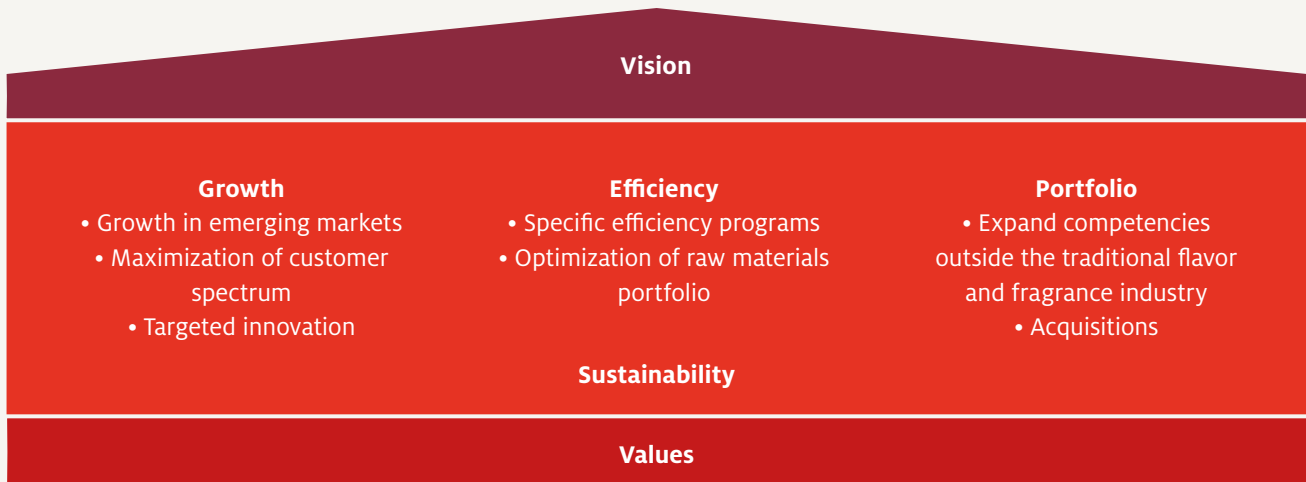 Vision
Growth
• Growth in emerging markets
• Maximization of customer
spectrum
• Targeted innovation
Efficiency
• Specific efficiency programs
• Optimization of raw materials
portfolio
Portfolio
• Expand competencies
outside the traditional flavor
and fragrance industry
• Acquisitions
Sustainability
Values